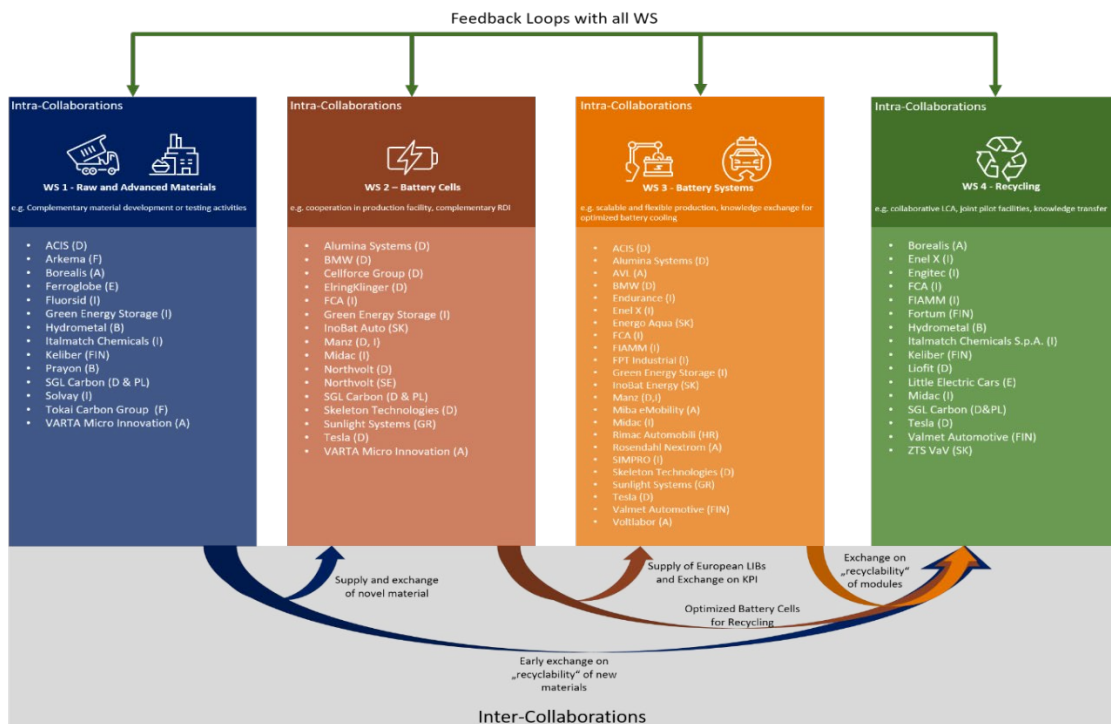 Feedback Loops with all WS
Intra-Collaborations
WS 1 - Raw and Advanced Materials
e.g. Complementary material development or testing activities
• ACIS (D)
• Arkema (F)
• Borealis (A)
• Ferroglobe (E)
• Fluorsid (I)
• Green Energy Storage (I)
• Hydrometal (B)
• Italmatch Chemicals (I)
• Keliber (FIN)
• Prayon (B)
• SGL Carbon (D & PL)
• Solvay (I)
• Tokai Carbon Group (F)
• VARTA Micro Innovation (A)
Intra-Collaborations
WS 2 – Battery Cells
e.g. cooperation in production facility, complementary RDI
• Alumina Systems (D)
• BMW (D)
• Cellforce Group (D)
• ElringKlinger (D)
• FCA (I)
• Green Energy Storage (I)
• InoBat Auto (SK)
• Manz (D, I)
• Midac (I)
• Northvolt (D)
• Northvolt (SE)
• SGL Carbon (D & PL)
• Skeleton Technologies (D)
• Sunlight Systems (GR)
• Tesla (D)
• VARTA Micro Innovation (A)
Intra-Collaborations
WS 3 - Battery Systems
e.g. scalable and flexible production, knowledge exchange for
optimized battery cooling
• ACIS (D)
• Alumina Systems (D)
• AVL (A)
• BMW (D)
• Endurance (I)
• Enel X (I)
• Energo Aqua (SK)
• FCA (I)
• FIAMM (I)
• FPT Industrial (I)
• Green Energy Storage (I)
• InoBat Energy (SK)
• Manz (D,I)
• Miba eMobility (A)
• Midac (I)
• Rimac Automobili (HR)
• Rosendahl Nextrom (A)
• SIMPRO (I)
• Skeleton Technologies (D)
• Sunlight Systems (GR)
• Tesla (D)
• Valmet Automotive (FIN)
• Voltlabor (A)
Intra-Collaborations
WS 4 - Recycling
e.g. collaborative LCA, joint pilot facilities, knowledge transfer
• Borealis (A)
• Enel X (I)
• Engitec (I)
• FCA (I)
• FIAMM (I)
• Fortum (FIN)
• Hydrometal (B)
• Italmatch Chemicals S.p.A. (I)
• Keliber (FIN)
• Liofit (D)
• Little Electric Cars (E)
• Midac (I)
• SGL Carbon (D&PL)
• Tesla (D)
• Valmet Automotive (FIN)
• ZTS VaV (SK)
Supply and exchange
of novel material
Supply of European LIBs
and Exchange on KPI
Exchange on
„recyclability“
of modules
Optimized Battery Cells
for Recycling
Early exchange on
„recyclability“ of new
materials
Inter-Collaborations